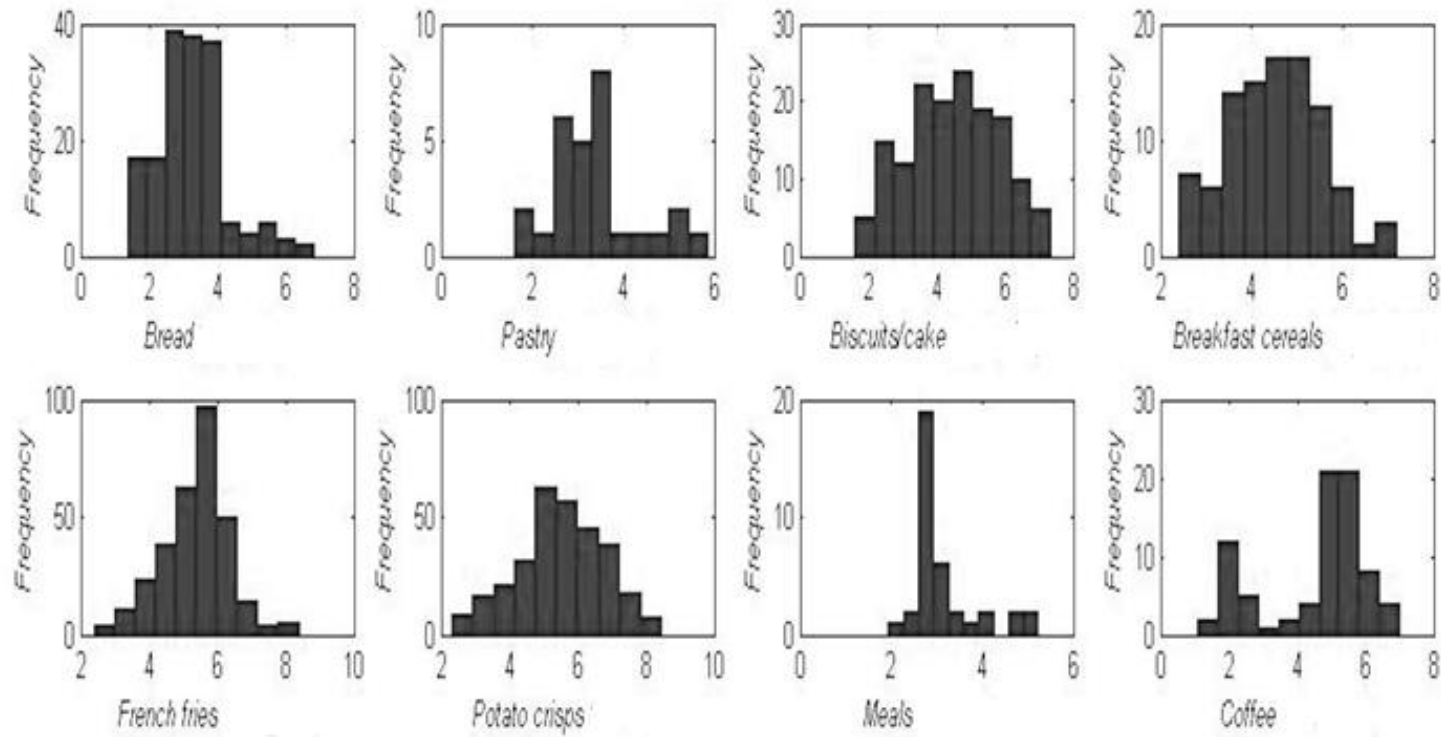 40 10 30 20
Frequency Frequency Frequency Frequency
20 5 20 10
10
0 0 0 0
0 2 4 6 8 0 2 4 6 0 2 4 6 8 2 4 6 8
Bread Pastry Biscuits/cake Breakfast cereals
100 100 20 30
Frequency Frequency Frequency Frequency
50 50 10 20
10
0 0 0 0
2 4 6 8 10 2 4 6 8 10 0 2 4 6 0 2 4 6 8
French fries Potato crisps Meals Coffee